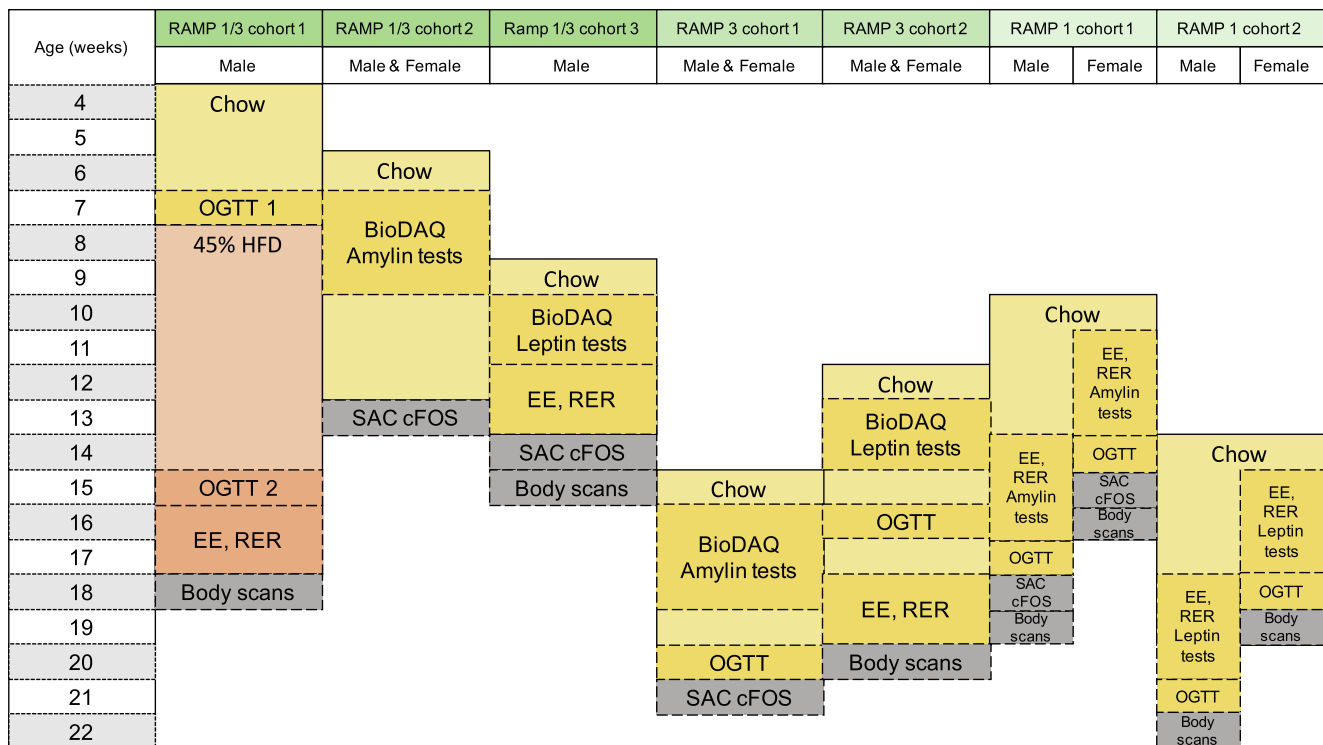 Age (weeks)
RAMP 1/3 cohort 1
RAMP 1/3 cohort 2
Ramp 1/3 cohort 3
RAMP 3 cohort 1
RAMP 3 cohort 2
RAMP 1 cohort 1
RAMP 1 cohort 2
Male
Male & Female
Male
Male & Female
Male & Female
Male
Female
Male
Female
4
5
6
7
8
9
10
11
12
13
14
15
16
17
18
19
20
21
22
Chow
OGTT 1
45% HFD
OGTT 2
EE, RER
Body scans
Chow
BioDAQ
Amylin tests
SAC cFOS
Chow
BioDAQ
Leptin tests
EE, RER
SAC cFOS
Body scans
Chow
BioDAQ
Amylin tests
OGTT
SAC cFOS
Chow
BioDAQ
Leptin tests
OGTT
EE, RER
Body scans
Chow
EE,
RER
Amylin
tests
OGTT
SAC
cFOS
Body
scans
EE,
RER
Amylin
tests
OGTT
SAC
cFOS
Body
scans
Chow
EE,
RER
Leptin
tests
OGTT
Body
scans
EE,
RER
Leptin
tests
OGTT
Body
scans